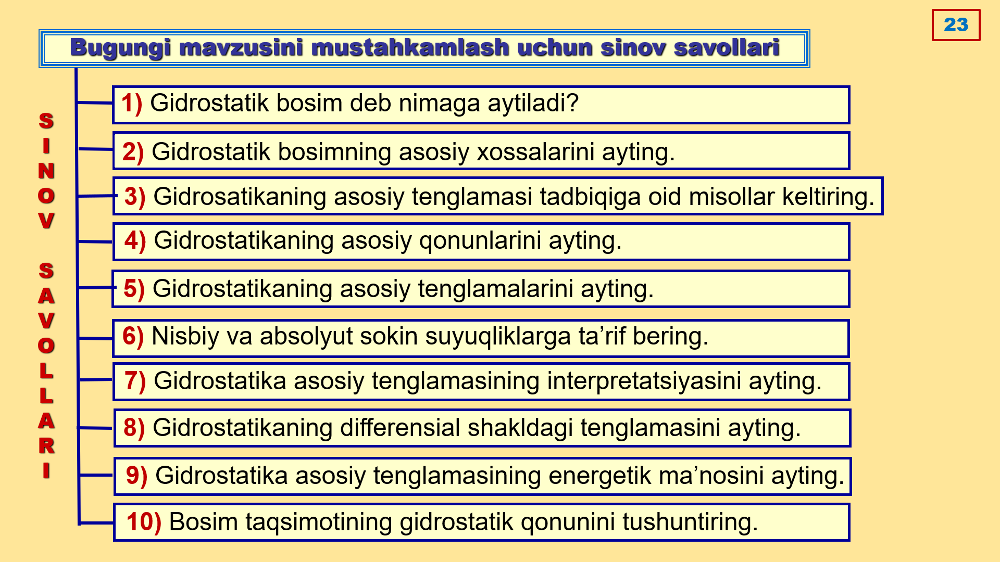 23
Bugungi mavzusini mustahkamlash uchun sinov savollari
SINOV SAVOLLARI
1) Gidrostatik bosim deb nimaga aytiladi?
2) Gidrostatik bosimning asosiy xossalarini ayting.
3) Gidrosatikaning asosiy tenglamasi tadbiqiga oid misollar keltiring.
4) Gidrostatikaning asosiy qonunlarini ayting.
5) Gidrostatikaning asosiy tenglamalarini ayting.
6) Nisbiy va absolyut sokin suyuqliklarga ta’rif bering.
7) Gidrostatika asosiy tenglamasining interpretatsiyasini ayting.
8) Gidrostatikaning differensial shakldagi tenglamasini ayting.
9) Gidrostatika asosiy tenglamasining energetik ma’nosini ayting.
10) Bosim taqsimotining gidrostatik qonunini tushuntiring.